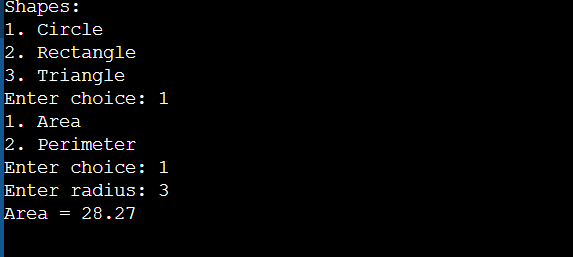 Shapes:
1. Circle
2. Rectangle
3. Triangle
Enter choice: 1
1. Area
2. Perimeter
Enter choice: 1
Enter radius: 3
Area = 28.27